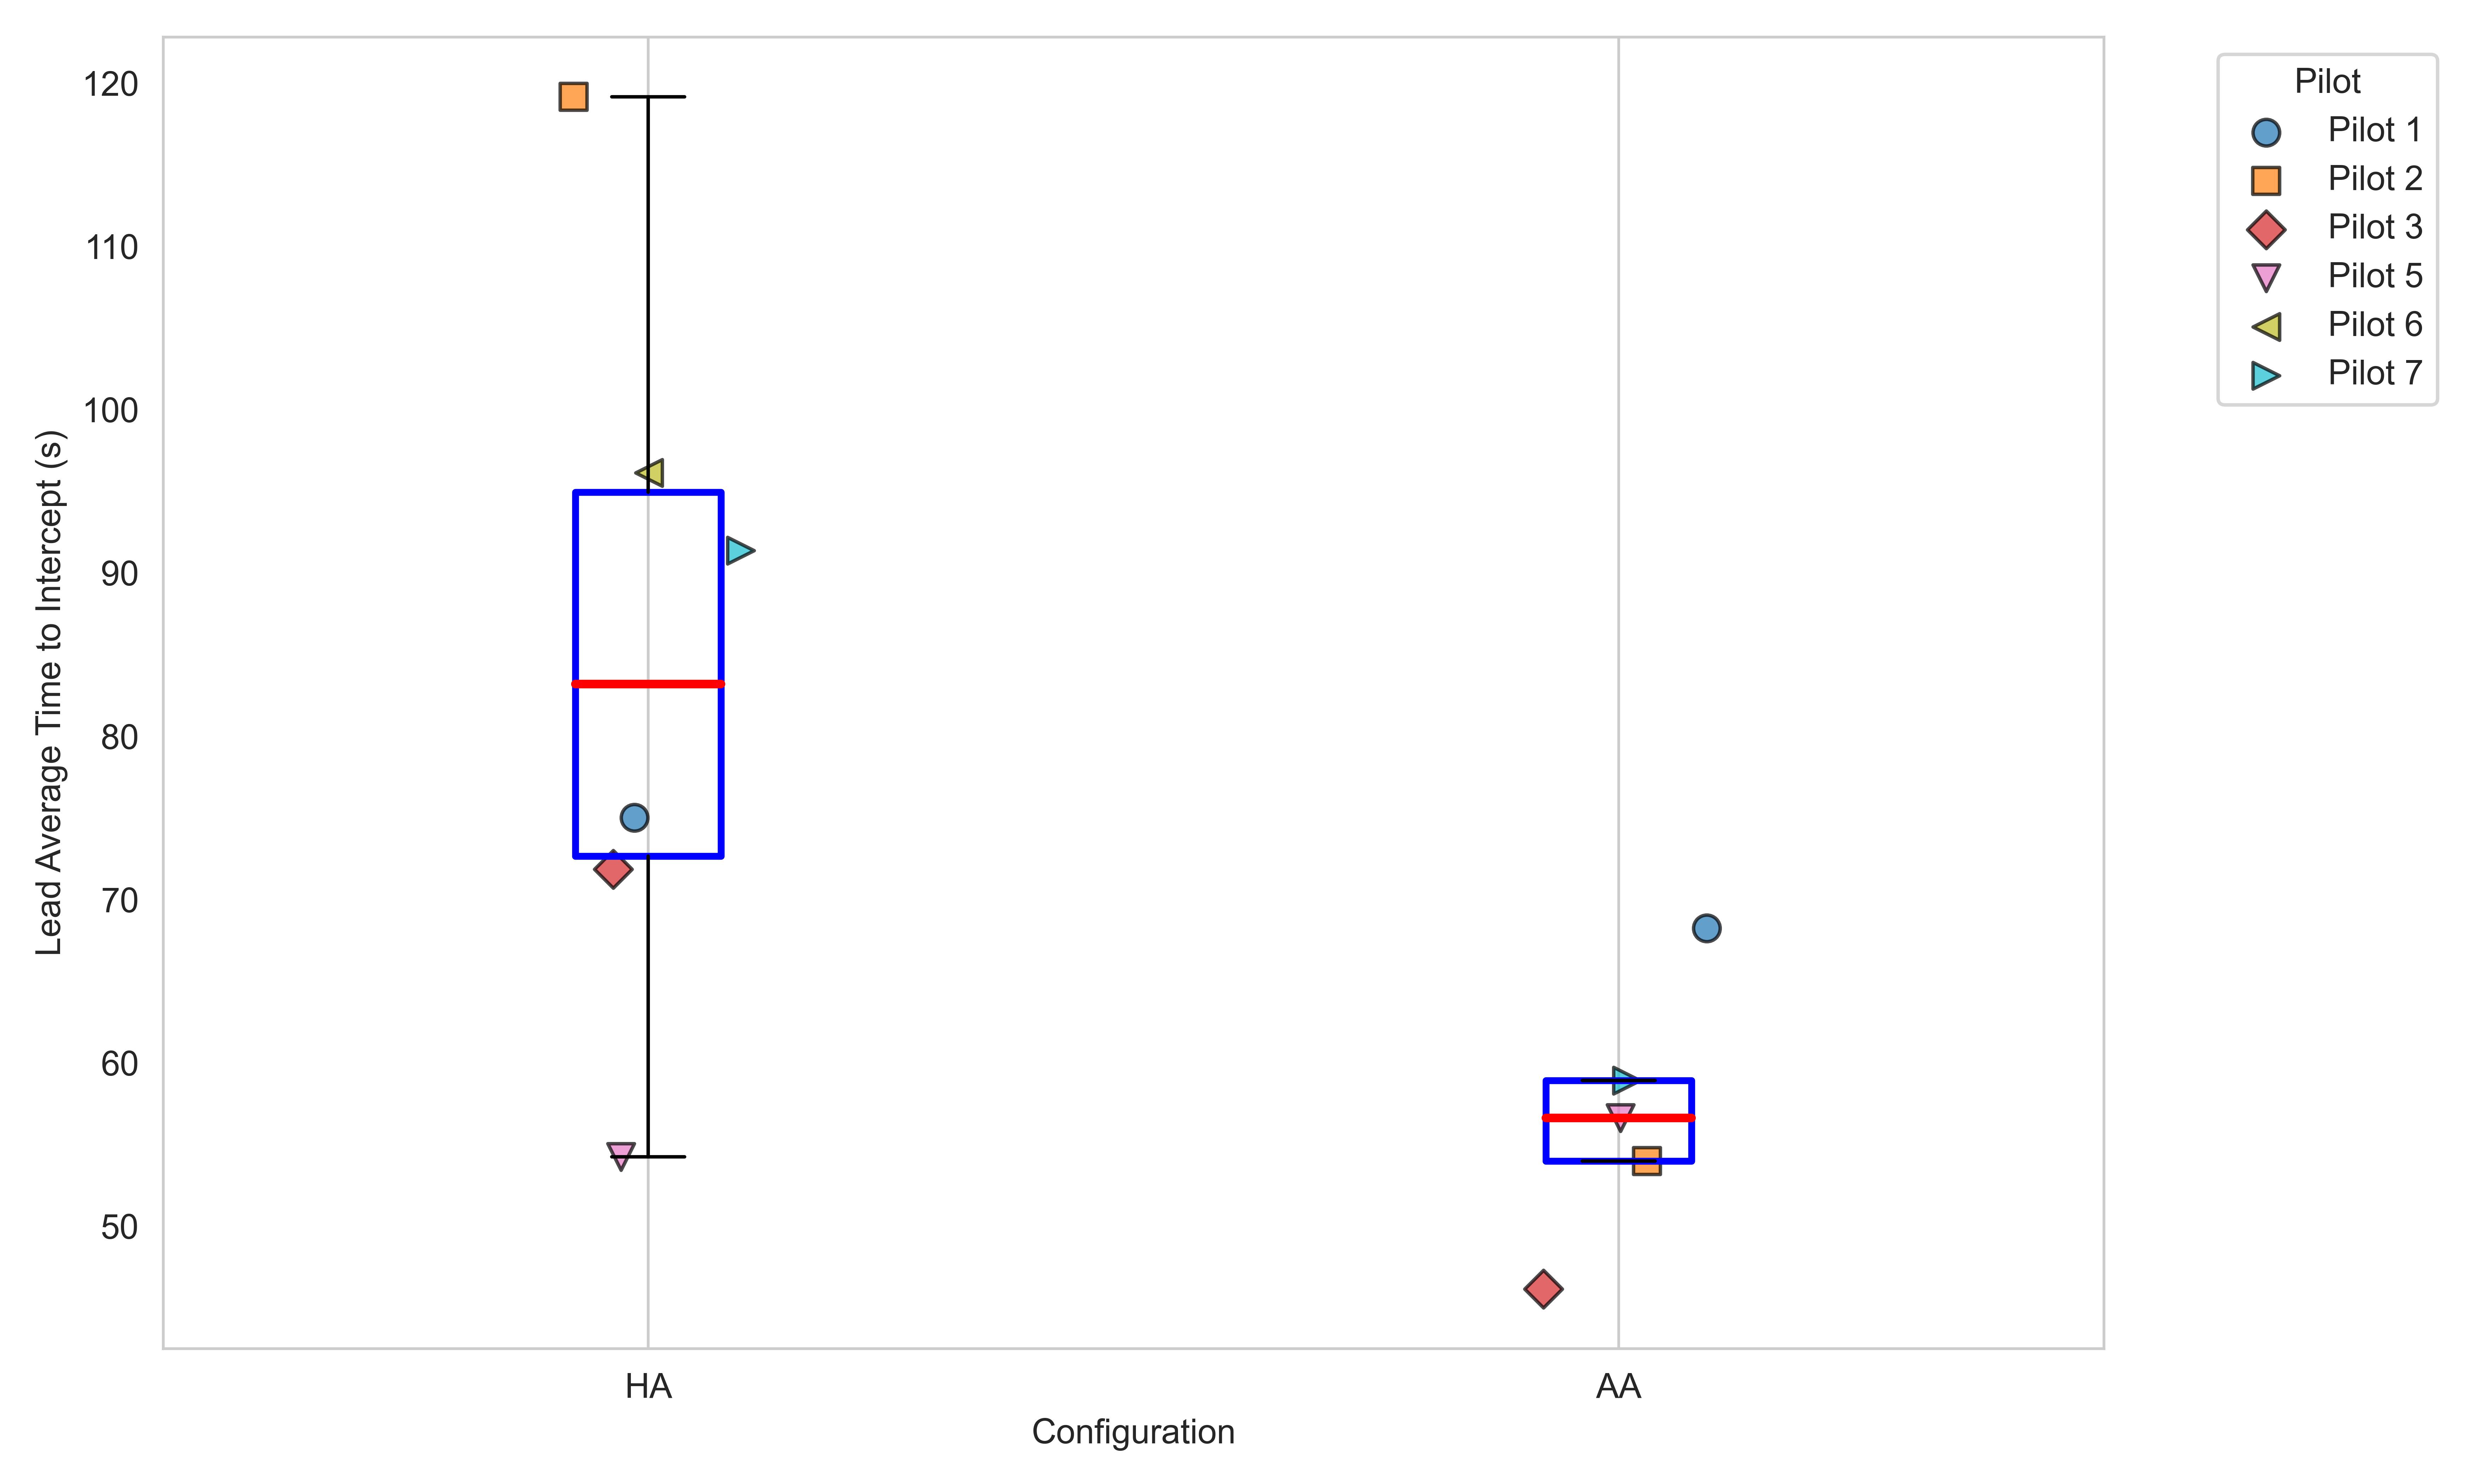 120
110
100
90
80
70
60
50
Lead Average Time to Intercept (s)
HA
AA
Configuration
Pilot
Pilot 1
Pilot 2
Pilot 3
Pilot 5
Pilot 6
Pilot 7